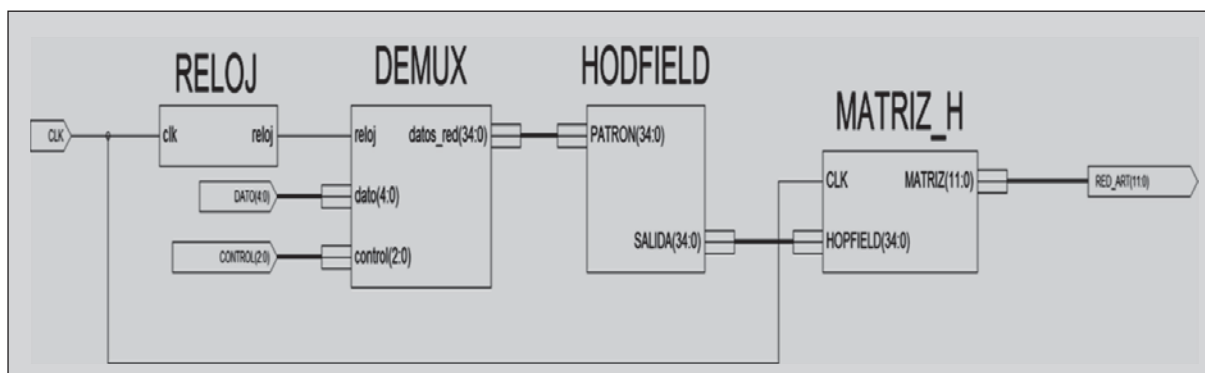 RELOJ
DEMUX
HODFIELD
MATRIZ_H
CLK
clk
reloj
reloj
datos_red(34:0)
PATRON(34:0)
DATO(4:0)
dato(4:0)
CLK
MATRIZ(11:0)
RED_ART(11:0)
CONTROL(2:0)
control(2:0)
SALIDA(34:0)
HOPFIELD(34:0)